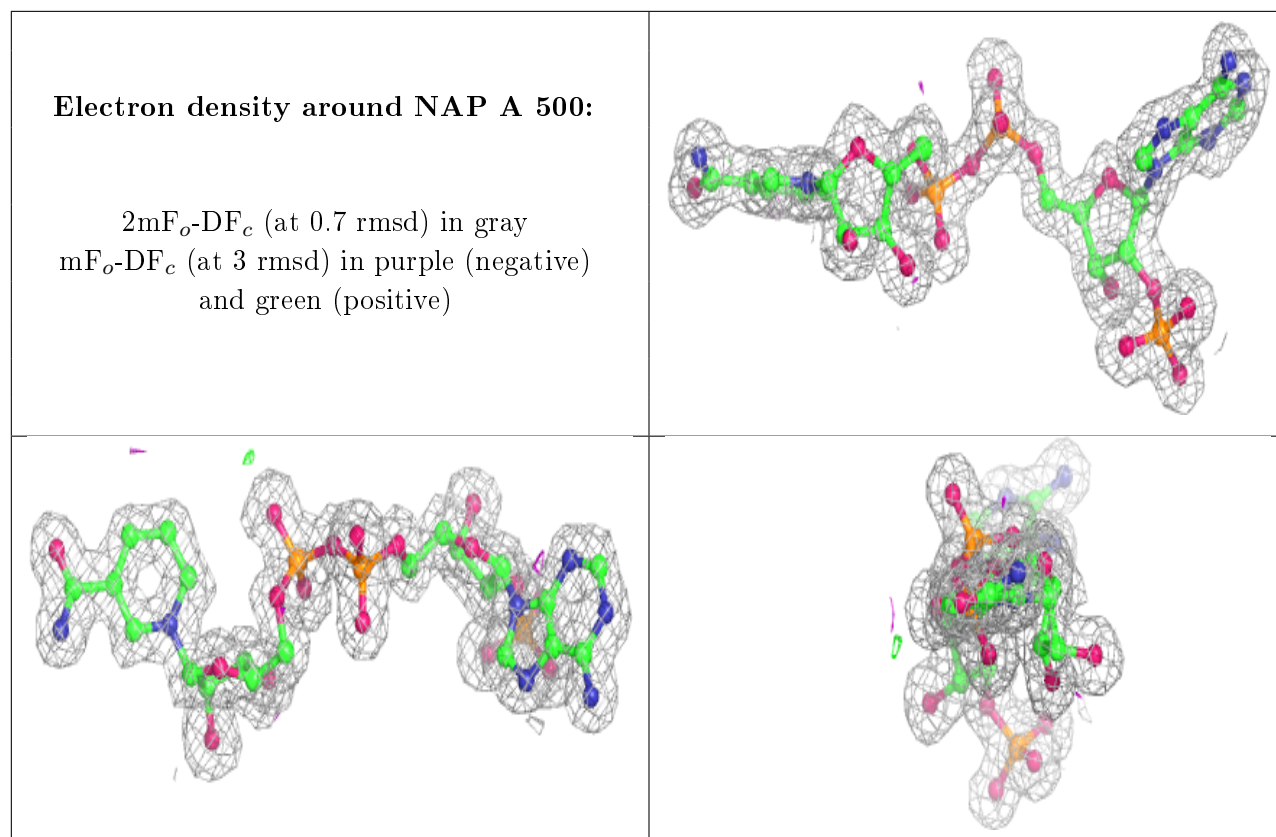 Electron density around NAP A 500:
2mFo-DFc (at 0.7 rmsd) in gray
mFo-DFc (at 3 rmsd) in purple (negative)
and green (positive)